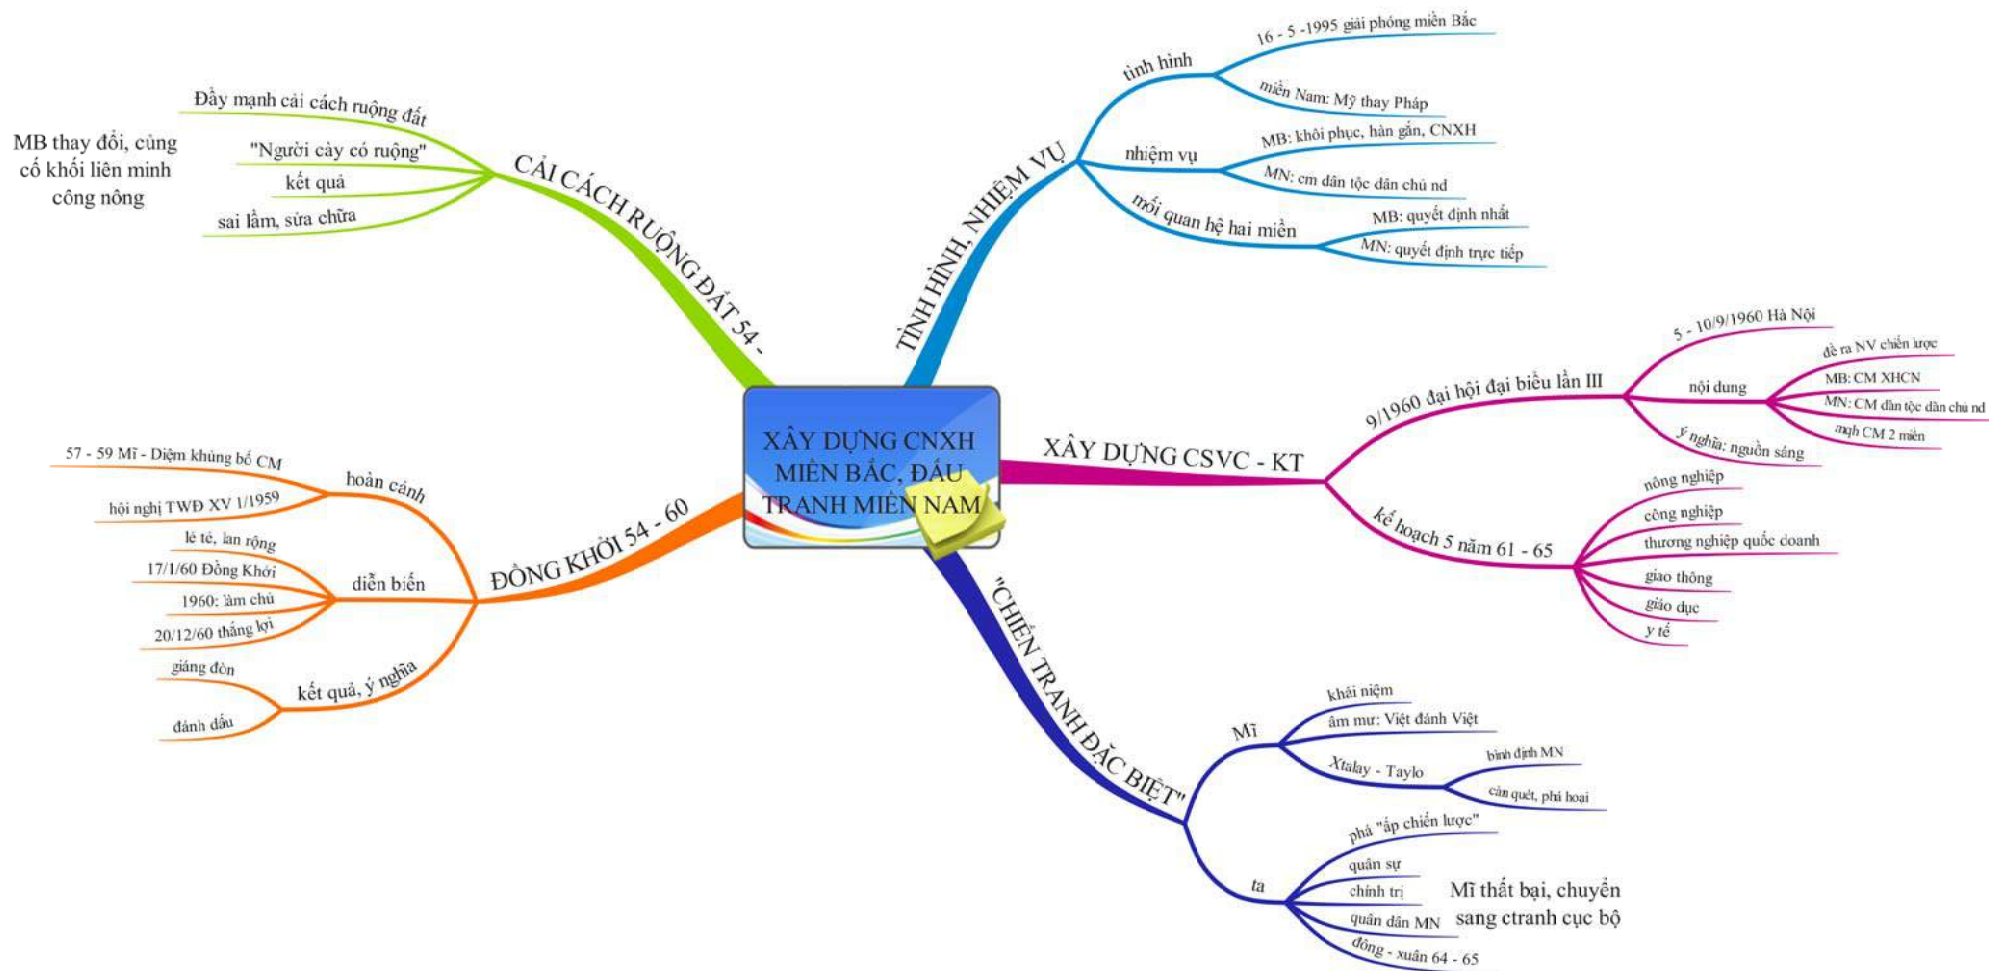 XÂY DỰNG CNXH
MIỀN BẮC, ĐẤU
TRANH MIỀN NAM
TÌNH HÌNH, NHIỆM VỤ
tình hình
16 - 5 -1995 giải phóng miền Bắc
miền Nam: Mỹ thay Pháp
nhiệm vụ
MB: khôi phục, hàn gắn, CNXH
MN: cm dân tộc dân chủ nd
mối quan hệ hai miền
MB: quyết định nhất
MN: quyết định trực tiếp
XÂY DỰNG CSVC - KT
9/1960 đại hội đại biểu lần III
5 - 10/9/1960 Hà Nội
nội dung
đề ra NV chiến lược
MB: CM XHCN
MN: CM dân tộc dân chủ nd
mqh CM 2 miền
ý nghĩa: nguồn sáng
kế hoạch 5 năm 61 - 65
nông nghiệp
công nghiệp
thương nghiệp quốc doanh
giao thông
giáo dục
y tế
"CHIẾN TRANH ĐẶC BIỆT"
Mĩ
khái niệm
âm mư: Việt đánh Việt
Xtalay - Taylo
bình định MN
càn quét, phá hoại
ta
phá "ấp chiến lược"
quân sự
chính trị
quân dân MN
đông - xuân 64 - 65
Mĩ thất bại, chuyển
sang ctranh cục bộ
CẢI CÁCH RUỘNG ĐẤT 54 -
Đẩy mạnh cải cách ruộng đất
"Người cày có ruộng"
kết quả
sai lầm, sửa chữa
MB thay đổi, củng
cố khối liên minh
công nông
ĐỒNG KHỞI 54 - 60
hoàn cảnh
57 - 59 Mĩ - Diệm khủng bố CM
hội nghị TWĐ XV 1/1959
diễn biến
lẻ tẻ, lan rộng
17/1/60 Đồng Khởi
1960: làm chủ
20/12/60 thắng lợi
kết quả, ý nghĩa
giáng đòn
đánh dấu